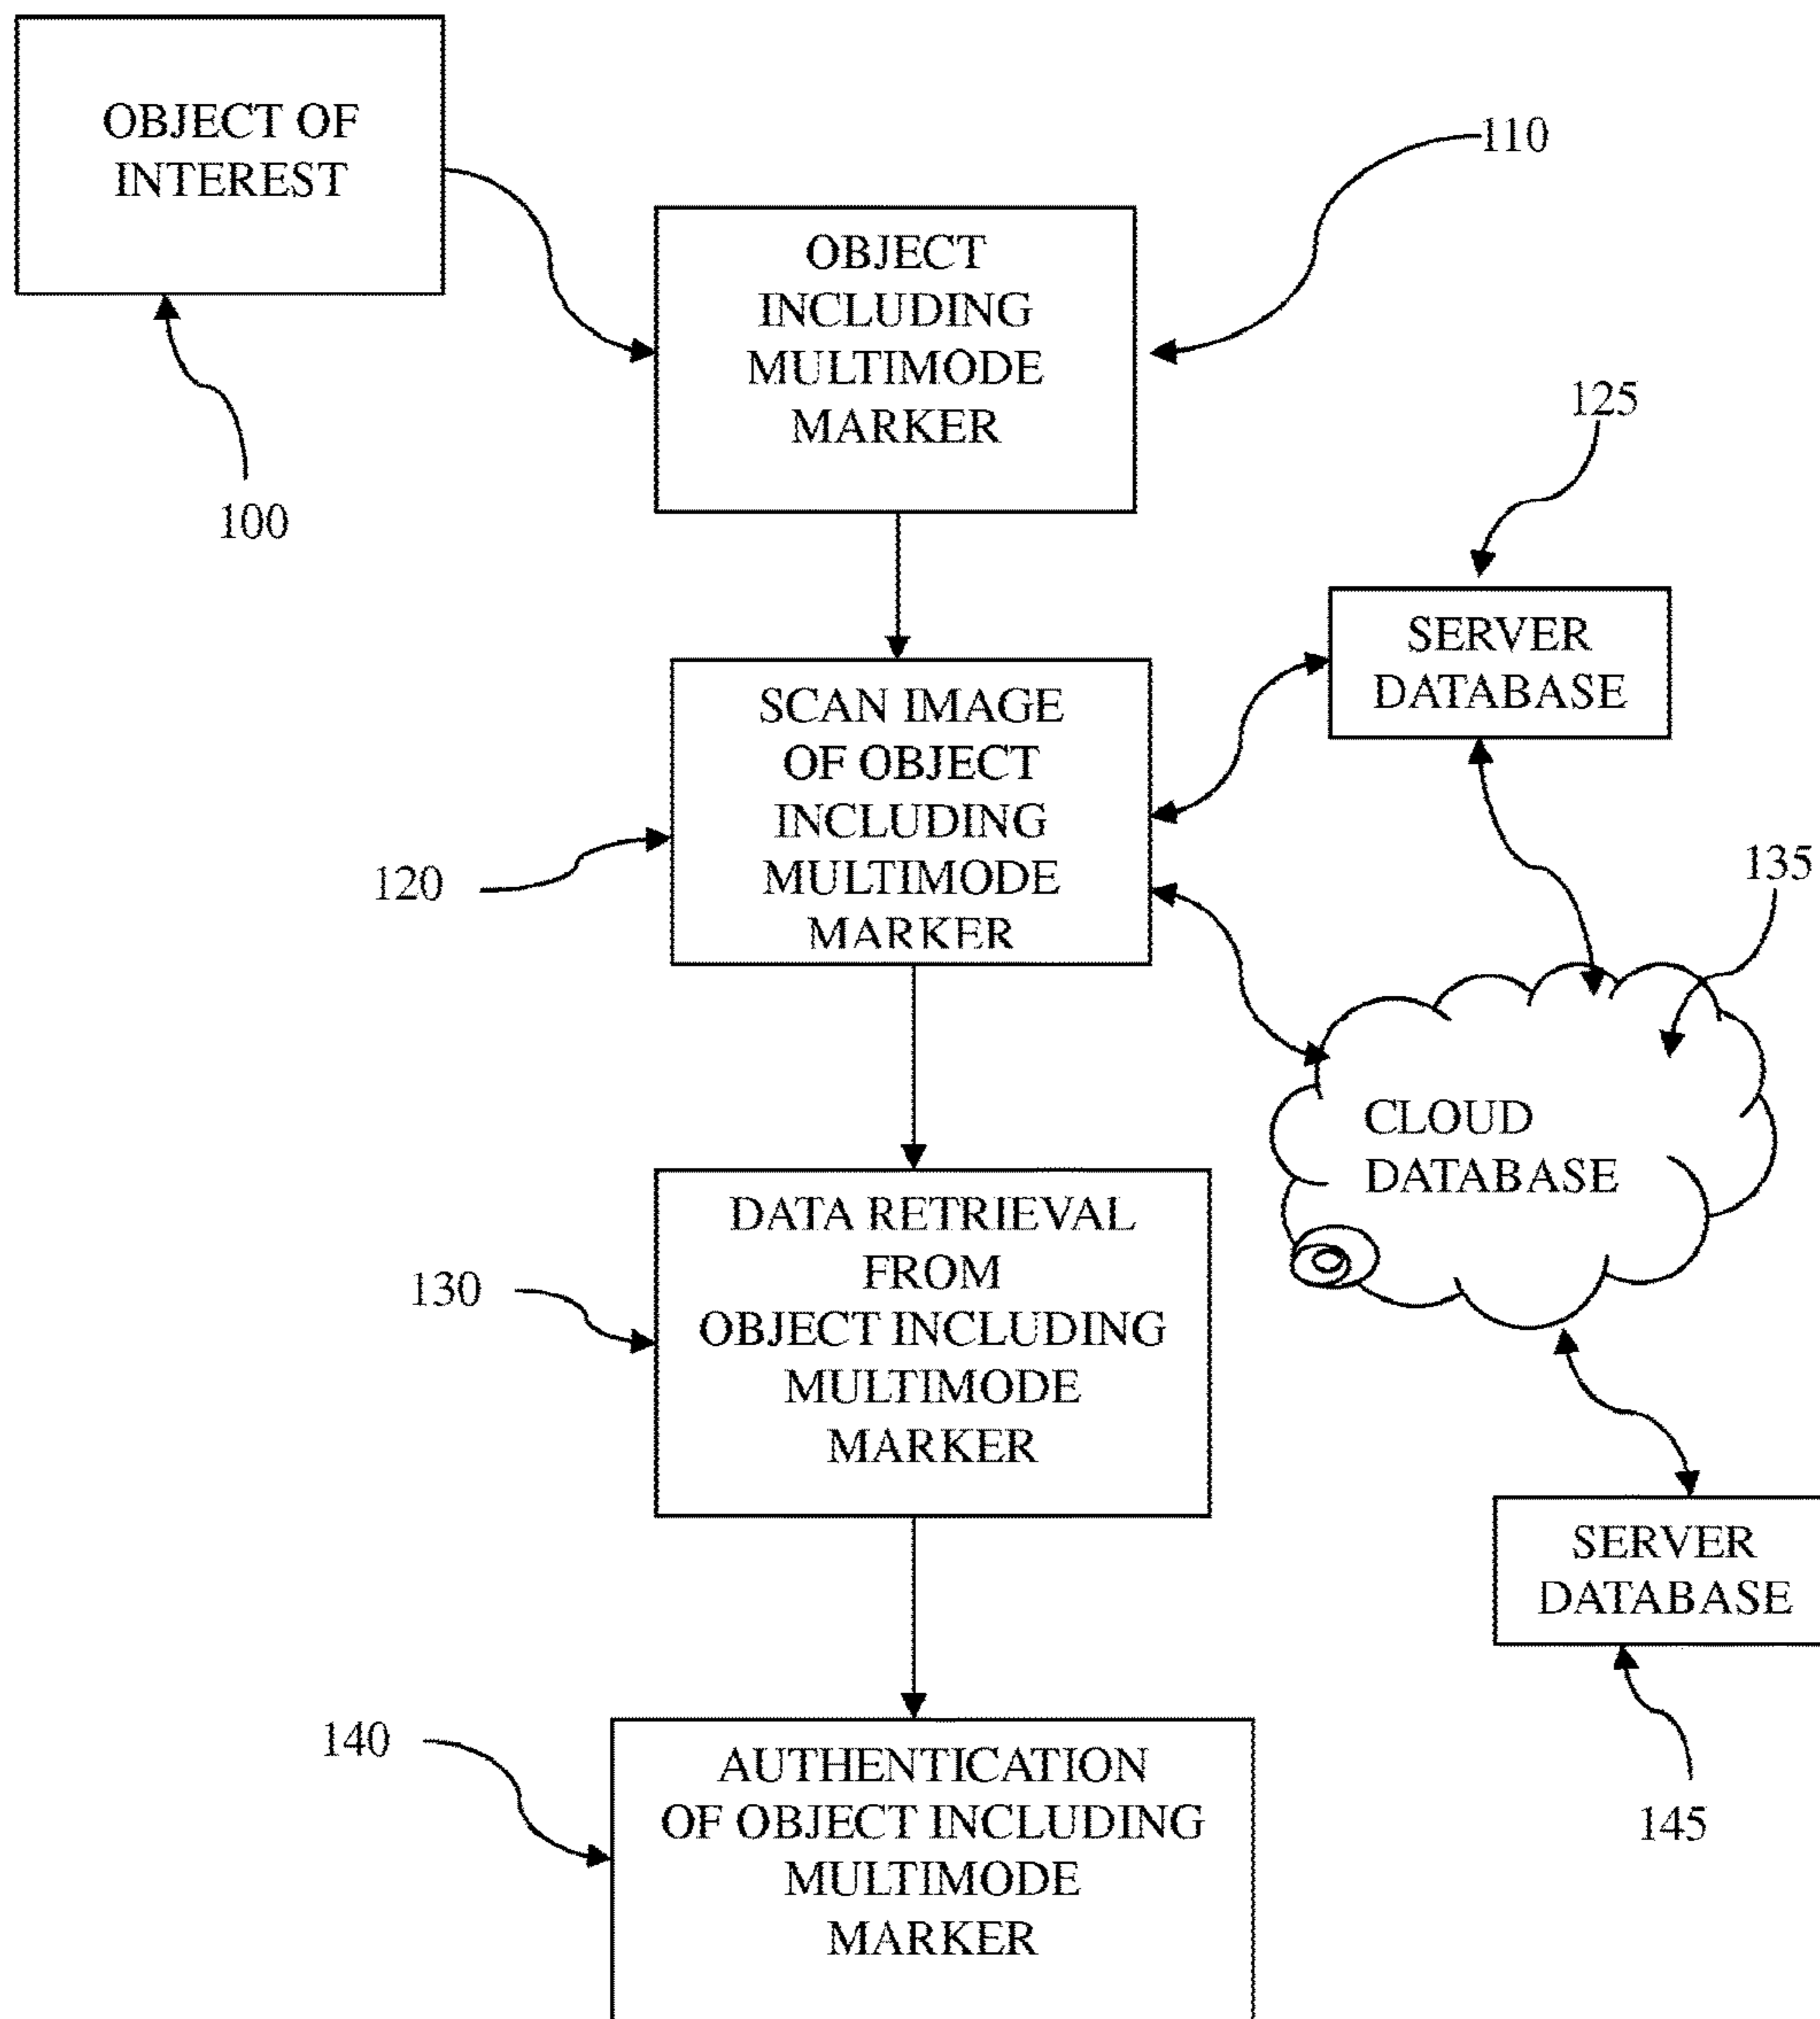 OBJECT OF
INTEREST
100
110
OBJECT
INCLUDING
MULTIMODE
MARKER
125
SERVER
DATABASE
120
SCAN IMAGE
OF OBJECT
INCLUDING
MULTIMODE
MARKER
135
CLOUD
DATABASE
130
DATA RETRIEVAL
FROM
OBJECT INCLUDING
MULTIMODE
MARKER
SERVER
DATABASE
145
140
AUTHENTICATION
OF OBJECT INCLUDING
MULTIMODE
MARKER